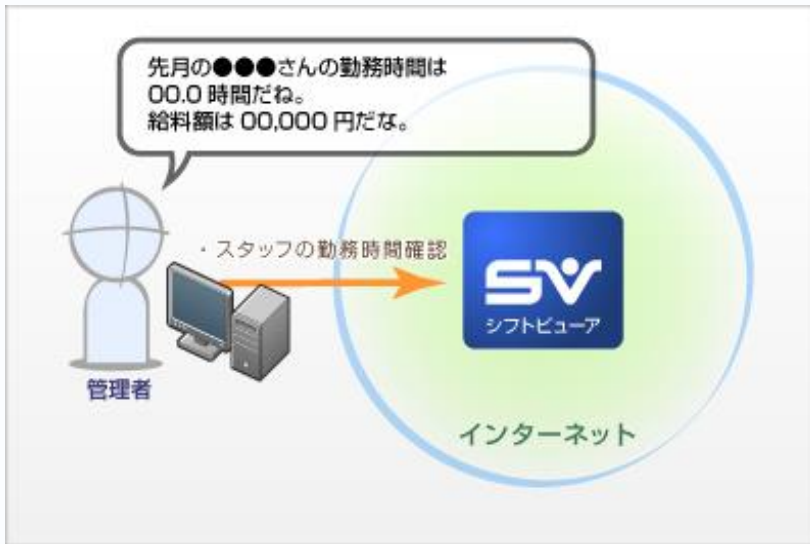 先月の●●●さんの勤務時間は
00.0 時間だね。
給料額は 00,000 円だな。
・スタッフの勤務時間確認
SV
シフトビューア
管理者
インターネット